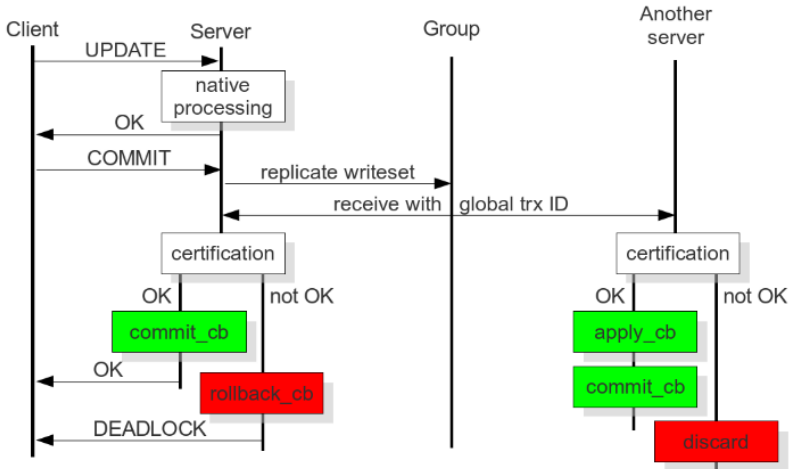 Client
Server
Group
Another
server
UPDATE
native
processing
OK
COMMIT
replicate writeset
receive with global trx ID
certification
certification
OK
not OK
OK
not OK
commit_cb
apply_cb
OK
rollback_cb
commit_cb
DEADLOCK
discard